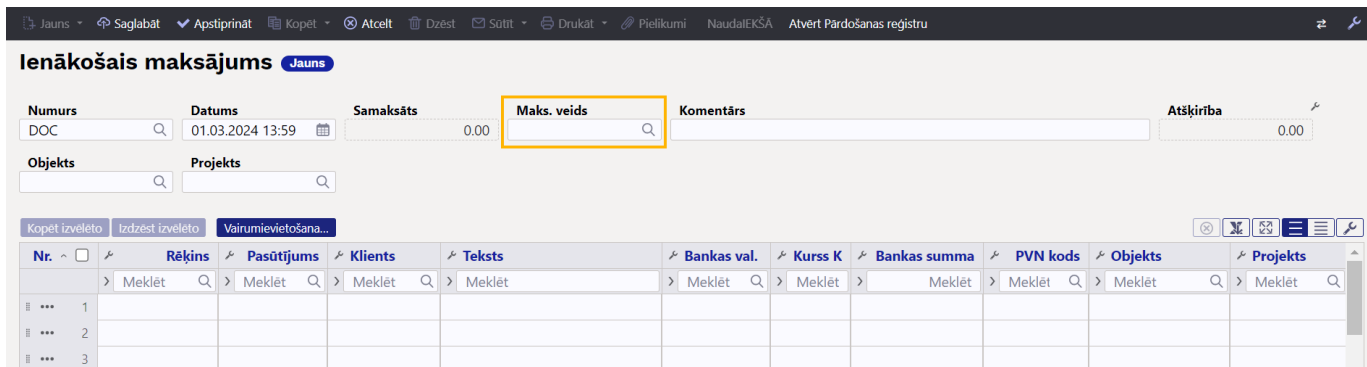 Jauns Saglabāt Apstiprināt Kopēt Atcelt Dzēst Sūtīt Drukāt Pielikumi NaudaIEKŠĀ Atvērt Pārdošanas reģistru
Ienākošais maksājums Jauns
Numurs Datums Samaksāts Maks. veids Komentārs Atšķirība
DOC 01.03.2024 13:59 0.00 0.00
Objekts Projekts
Kopēt izvēlēto Izdzēst izvēlēto Vairumievietošana...
Nr. Rēķins Pasūtījums Klients Teksts Bankas val. Kurss K Bankas summa PVN kods Objekts Projekts
Meklēt Meklēt Meklēt Meklēt Meklēt Meklēt Meklēt Meklēt Meklēt Meklēt
1
2
3